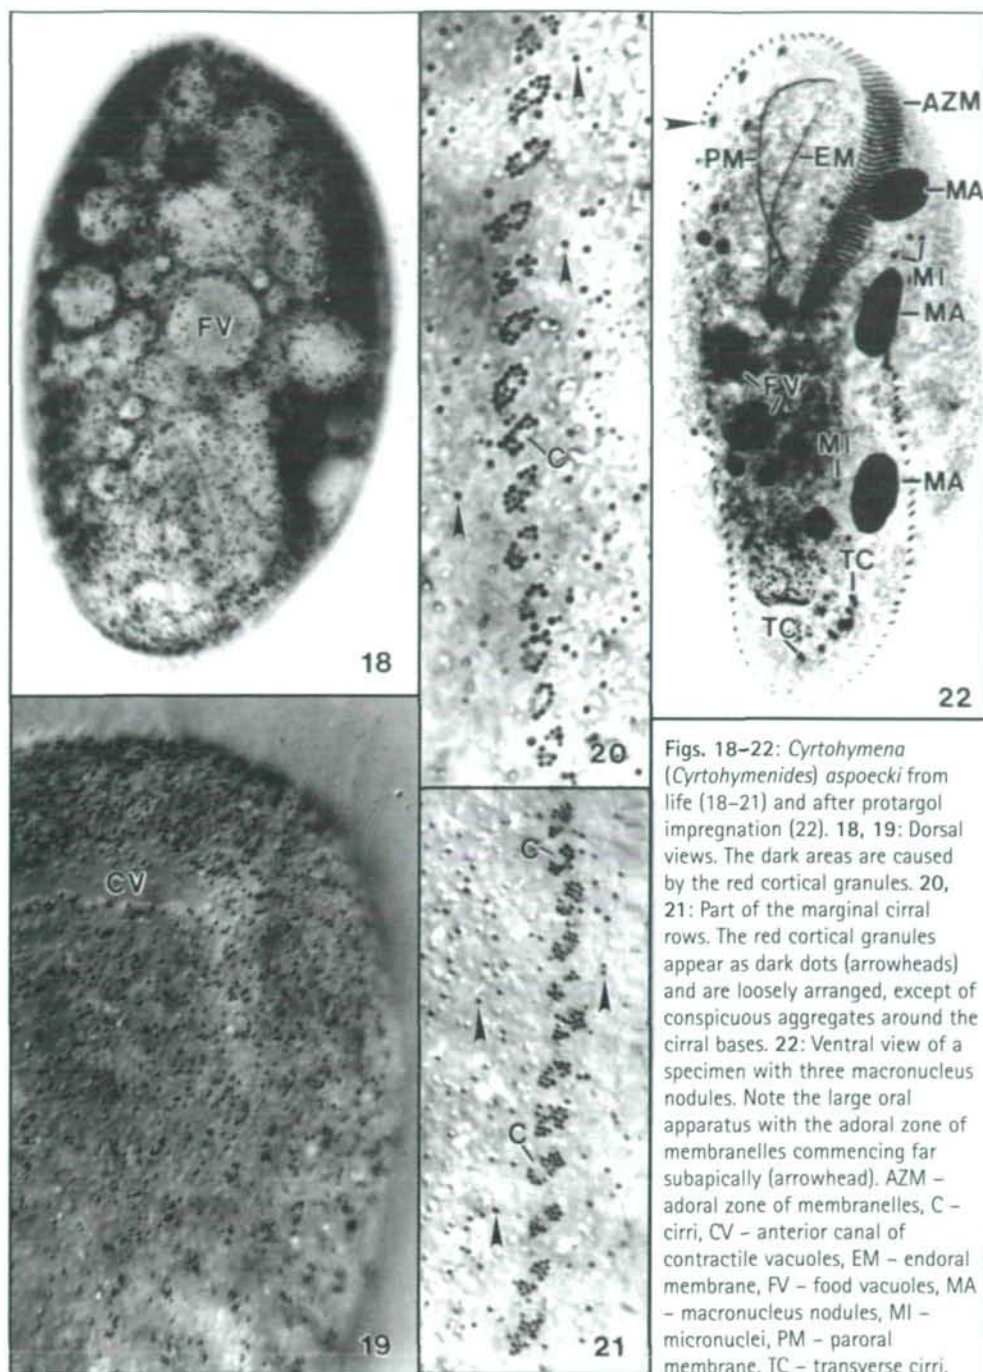 FV
18
C
20
AZM
PM
EM
MA
MI
MA
FV
MI
MA
TC
TC
22
CV
19
C
C
21
Figs. 18–22: Cyrtohymena
(Cyrtohymenides) aspoecki from
life (18–21) and after protargol
impregnation (22). 18, 19: Dorsal
views. The dark areas are caused
by the red cortical granules. 20,
21: Part of the marginal cirral
rows. The red cortical granules
appear as dark dots (arrowheads)
and are loosely arranged, except of
conspicuous aggregates around the
cirral bases. 22: Ventral view of a
specimen with three macronucleus
nodules. Note the large oral
apparatus with the adoral zone of
membranelles commencing far
subapically (arrowhead). AZM –
adoral zone of membranelles, C –
cirri, CV – anterior canal of
contractile vacuoles, EM – endoral
membrane, FV – food vacuoles, MA
– macronucleus nodules, MI –
micronuclei, PM – paroral
membrane, TC – transverse cirri.